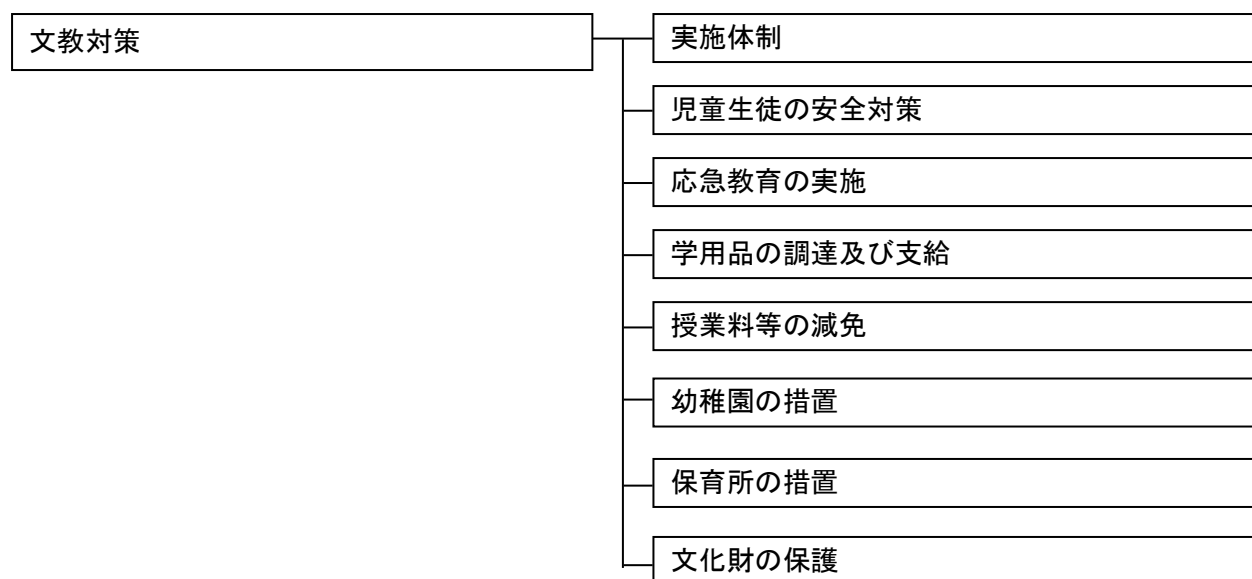 文教対策
実施体制
児童生徒の安全対策
応急教育の実施
学用品の調達及び支給
授業料等の減免
幼稚園の措置
保育所の措置
文化財の保護